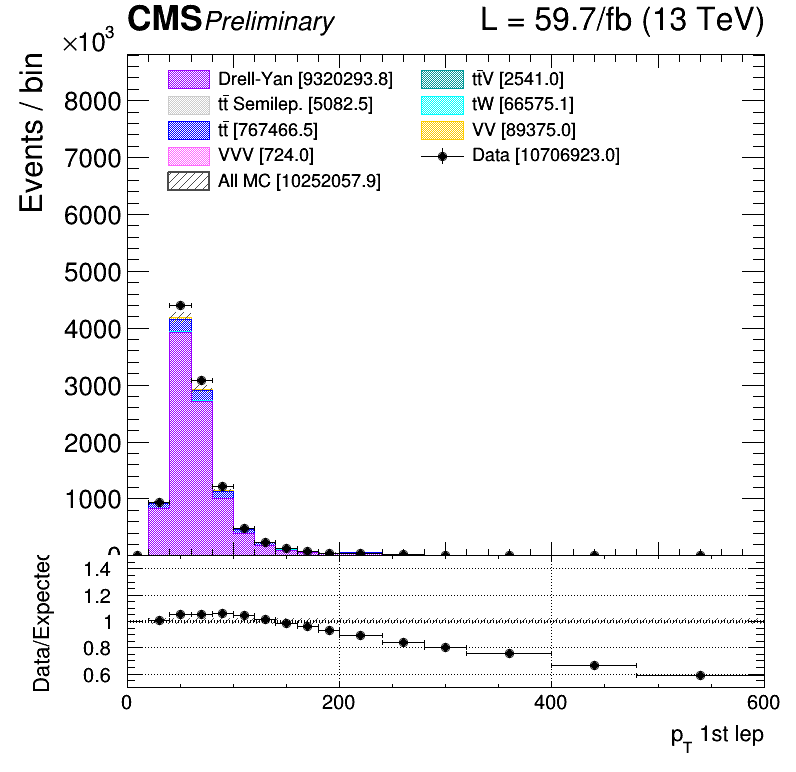 CMS Preliminary L = 59.7/fb (13 TeV)
×10³
Events / bin
Drell-Yan [9320293.8]
tt̄ Semilep. [5082.5]
tt̄ [767466.5]
VVV [724.0]
All MC [10252057.9]
tt̄V [2541.0]
tW [66575.1]
VV [89375.0]
Data [10706923.0]
8000
7000
6000
5000
4000
3000
2000
1000
0
Data/Expected
1.4
1.2
1
0.8
0.6
0 200 400 600
p_T 1st lep